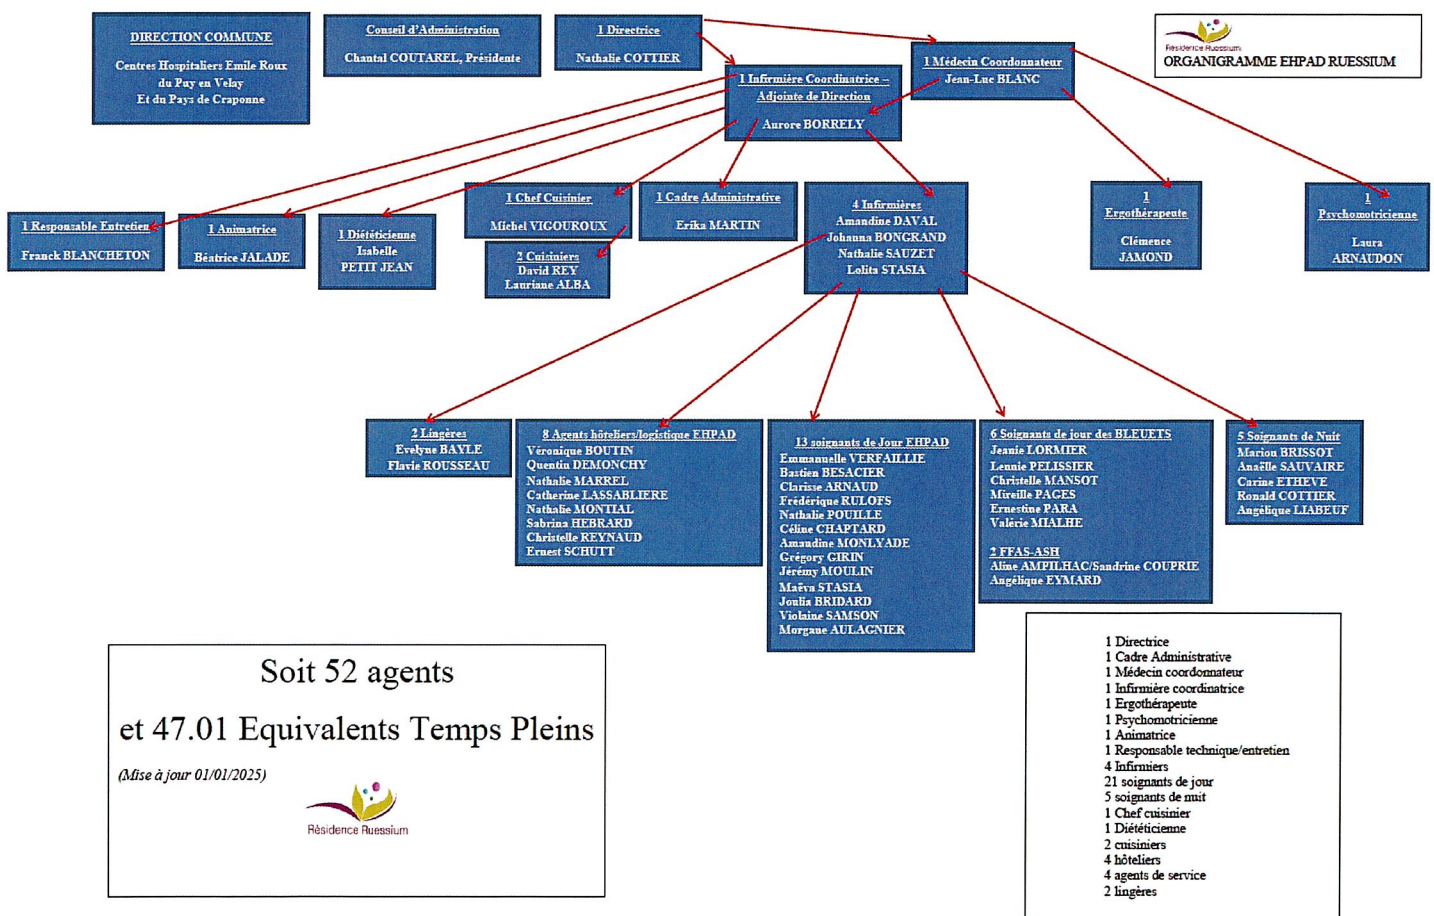 DIRECTION COMMUNE
Centres Hospitaliers Emile Roux
du Puy en Velay
Et du Pays de Craponne
Conseil d'Administration
Chantal COUTAREL, Présidente
1 Directrice
Nathalie COTTIER
1 Médecin Coordonnateur
Jean-Luc BLANC
Résidence Ruessium
ORGANIGRAMME EHPAD RUESSIUM
1 Infirmière Coordinatrice –
Adjointe de Direction
Aurore BORRELY
1 Responsable Entretien
Franck BLANCHETON
1 Animatrice
Béatrice JALADE
1 Diététicienne
Isabelle
PETIT JEAN
1 Chef Cuisinier
Michel VIGOUROUX
2 Cuisiniers
David REY
Lauriane ALBA
1 Cadre Administrative
Erika MARTIN
4 Infirmières
Amandine DAVAL
Johanna BONGRAND
Nathalie SAUZET
Lolita STASIA
1
Ergothérapeute
Clémence
JAMOND
1
Psychomotricienne
Laura
ARNAUDON
2 Lingères
Evelyne BAYLE
Flavie ROUSSEAU
8 Agents hôteliers/logistique EHPAD
Véronique BOUTIN
Quentin DEMONCHY
Nathalie MARREL
Catherine LASSABLIERE
Nathalie MONTIAL
Sabrina HEBRARD
Christelle REYNAUD
Ernest SCHUTT
13 soignants de Jour EHPAD
Emmanuelle VERFAILLIE
Bastien BESACIER
Clarisse ARNAUD
Frédérique RULOFS
Nathalie POUILLE
Céline CHAPTARD
Amandine MONLYADE
Grégory GIRIN
Jérémy MOULIN
Maëva STASIA
Joulia BRIDARD
Violaine SAMSON
Morgane AULAGNIER
6 Soignants de jour des BLEUETS
Jeanie LORMIER
Lennie PELISSIER
Christelle MANSOT
Mireille PAGES
Ernestine PARA
Valérie MIALHE
2 FFAS-ASH
Aline AMPILHAC/Sandrine COUPRIE
Angélique EYMARD
5 Soignants de Nuit
Marion BRISSOT
Anaëlle SAUVAIRE
Carine ETHEVE
Ronald COTTIER
Angélique LIABEUF
Soit 52 agents
et 47.01 Equivalents Temps Pleins
(Mise à jour 01/01/2025)
Résidence Ruessium
1 Directrice
1 Cadre Administrative
1 Médecin coordonnateur
1 Infirmière coordinatrice
1 Ergothérapeute
1 Psychomotricienne
1 Animatrice
1 Responsable technique/entretien
4 Infirmiers
21 soignants de jour
5 soignants de nuit
1 Chef cuisinier
1 Diététicienne
2 cuisiniers
4 hôteliers
4 agents de service
2 lingères